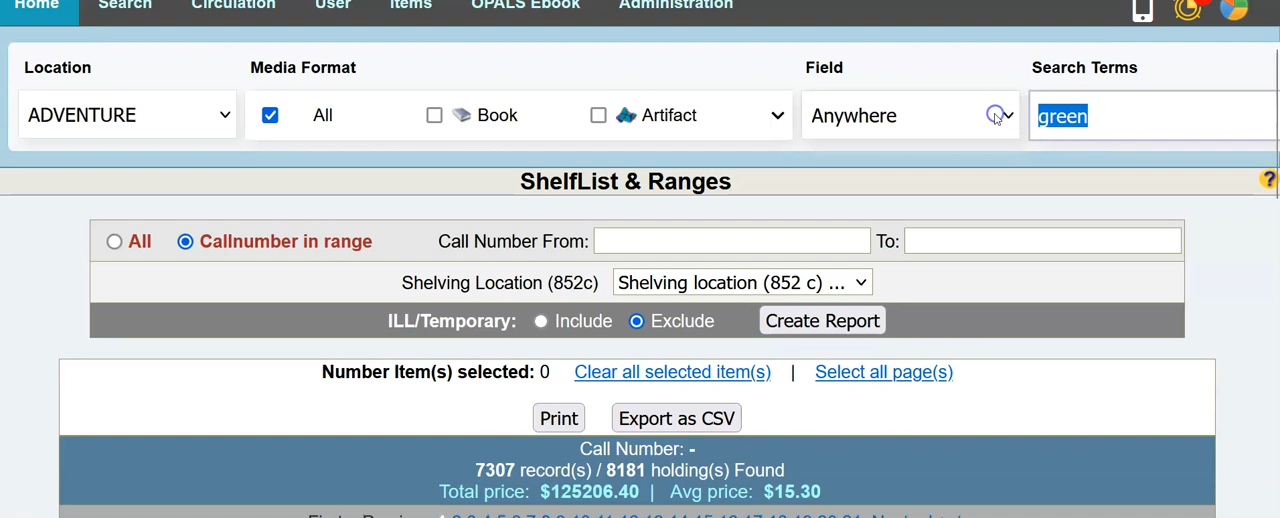 Home Search Circulation User Items OPALS Ebook Administration
Location Media Format Field Search Terms
ADVENTURE All Book Artifact Anywhere green
ShelfList & Ranges ?
All Callnumber in range Call Number From: To:
Shelving Location (852c) Shelving location (852 c) ...
ILL/Temporary: Include Exclude Create Report
Number Item(s) selected: 0 Clear all selected item(s) | Select all page(s)
Print Export as CSV
Call Number: -
7307 record(s) / 8181 holding(s) Found
Total price: $125206.40 | Avg price: $15.30